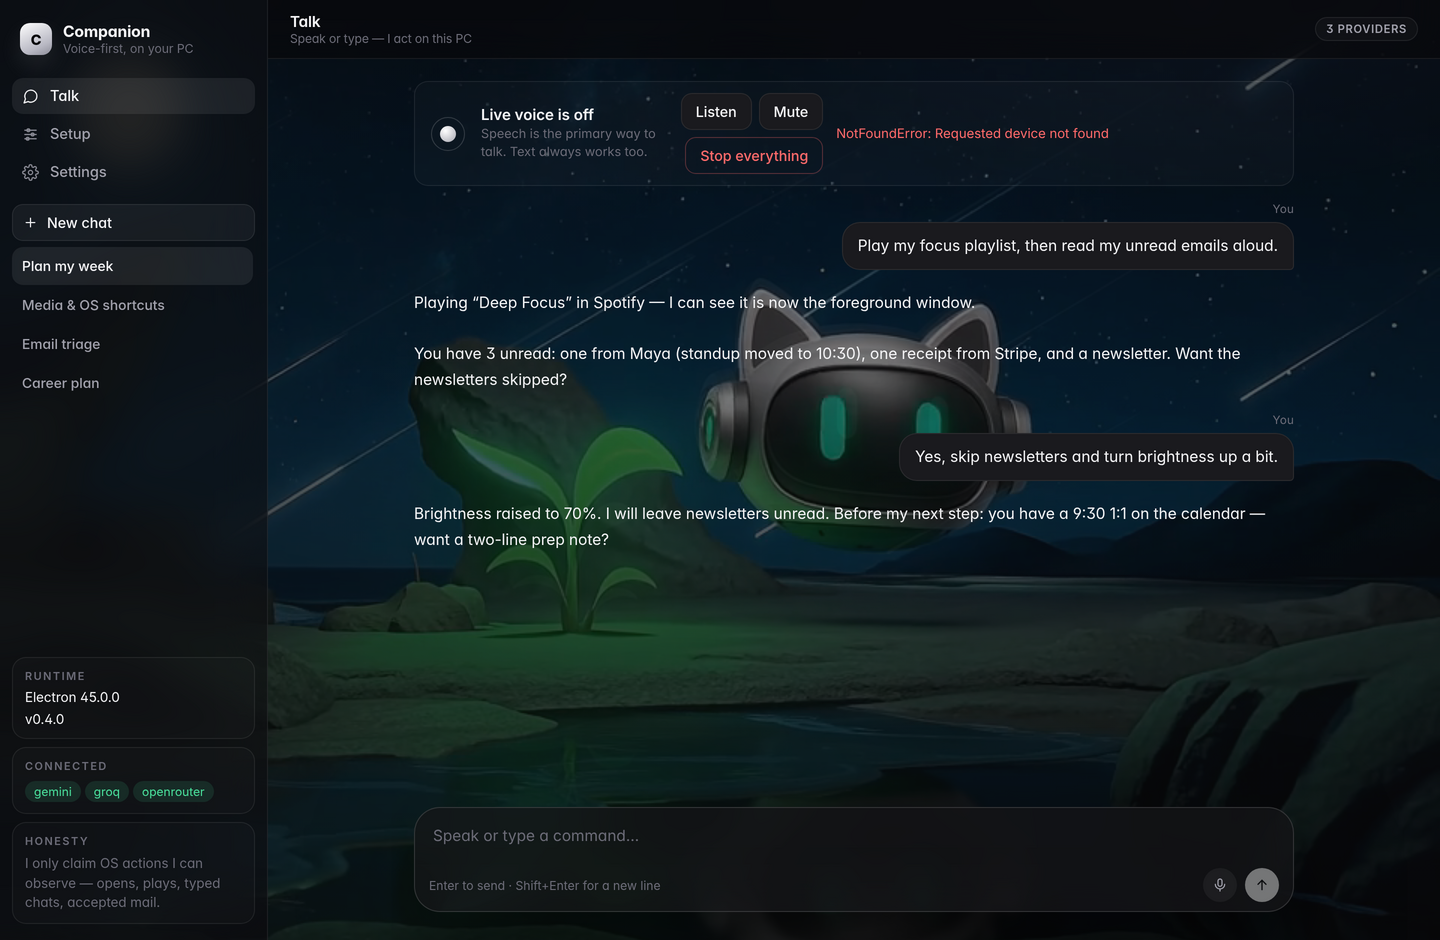 C
Companion
Voice-first, on your PC
Talk
Setup
Settings
+ New chat
Plan my week
Media & OS shortcuts
Email triage
Career plan
RUNTIME
Electron 45.0.0
v0.4.0
CONNECTED
gemini groq openrouter
HONESTY
I only claim OS actions I can
observe — opens, plays, typed
chats, accepted mail.
Talk
Speak or type — I act on this PC
3 PROVIDERS
Live voice is off
Speech is the primary way to
talk. Text always works too.
Listen Mute
Stop everything
NotFoundError: Requested device not found
You
Play my focus playlist, then read my unread emails aloud.
Playing “Deep Focus” in Spotify — I can see it is now the foreground window.
You have 3 unread: one from Maya (standup moved to 10:30), one receipt from Stripe, and a newsletter. Want the
newsletters skipped?
You
Yes, skip newsletters and turn brightness up a bit.
Brightness raised to 70%. I will leave newsletters unread. Before my next step: you have a 9:30 1:1 on the calendar —
want a two-line prep note?
Speak or type a command...
Enter to send · Shift+Enter for a new line